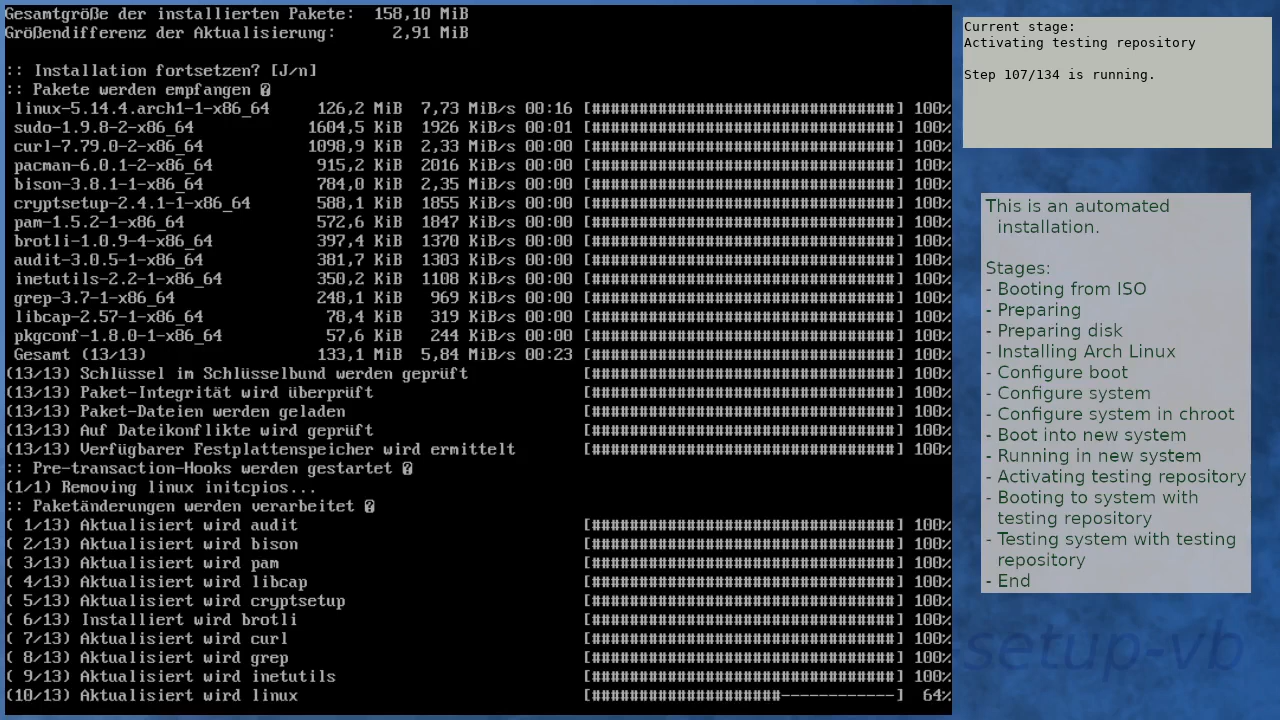 Gesamtgröße der installierten Pakete:  158,10 MiB
Größendifferenz der Aktualisierung:      2,91 MiB
:: Installation fortsetzen? [J/n]
:: Pakete werden empfangen �
linux-5.14.4.arch1-1-x86_64     126,2 MiB  7,73 MiB/s 00:16 [################################] 100%
sudo-1.9.8-2-x86_64            1604,5 KiB  1926 KiB/s 00:01 [################################] 100%
curl-7.79.0-2-x86_64           1098,9 KiB  2,33 MiB/s 00:00 [################################] 100%
pacman-6.0.1-2-x86_64           915,2 KiB  2016 KiB/s 00:00 [################################] 100%
bison-3.8.1-1-x86_64            784,0 KiB  2,35 MiB/s 00:00 [################################] 100%
cryptsetup-2.4.1-1-x86_64       588,1 KiB  1855 KiB/s 00:00 [################################] 100%
pam-1.5.2-1-x86_64              572,6 KiB  1847 KiB/s 00:00 [################################] 100%
brotli-1.0.9-4-x86_64           397,4 KiB  1370 KiB/s 00:00 [################################] 100%
audit-3.0.5-1-x86_64            381,7 KiB  1303 KiB/s 00:00 [################################] 100%
inetutils-2.2-1-x86_64          350,2 KiB  1108 KiB/s 00:00 [################################] 100%
grep-3.7-1-x86_64               248,1 KiB   969 KiB/s 00:00 [################################] 100%
libcap-2.57-1-x86_64             78,4 KiB   319 KiB/s 00:00 [################################] 100%
pkgconf-1.8.0-1-x86_64           57,6 KiB   244 KiB/s 00:00 [################################] 100%
Gesamt (13/13)                  133,1 MiB  5,84 MiB/s 00:23 [################################] 100%
(13/13) Schlüssel im Schlüsselbund werden geprüft [################################] 100%
(13/13) Paket-Integrität wird überprüft [################################] 100%
(13/13) Paket-Dateien werden geladen [################################] 100%
(13/13) Auf Dateikonflikte wird geprüft [################################] 100%
(13/13) Verfügbarer Festplattenspeicher wird ermittelt [################################] 100%
:: Pre-transaction-Hooks werden gestartet �
(1/1) Removing linux initcpios...
:: Paketänderungen werden verarbeitet �
( 1/13) Aktualisiert wird audit [################################] 100%
( 2/13) Aktualisiert wird bison [################################] 100%
( 3/13) Aktualisiert wird pam [################################] 100%
( 4/13) Aktualisiert wird libcap [################################] 100%
( 5/13) Aktualisiert wird cryptsetup [################################] 100%
( 6/13) Installiert wird brotli [################################] 100%
( 7/13) Aktualisiert wird curl [################################] 100%
( 8/13) Aktualisiert wird grep [################################] 100%
( 9/13) Aktualisiert wird inetutils [################################] 100%
(10/13) Aktualisiert wird linux [####################------------] 64%
Current stage:
Activating testing repository
Step 107/134 is running.
This is an automated
installation.
Stages:
- Booting from ISO
- Preparing
- Preparing disk
- Installing Arch Linux
- Configure boot
- Configure system
- Configure system in chroot
- Boot into new system
- Running in new system
- Activating testing repository
- Booting to system with
testing repository
- Testing system with testing
repository
- End
setup-vb